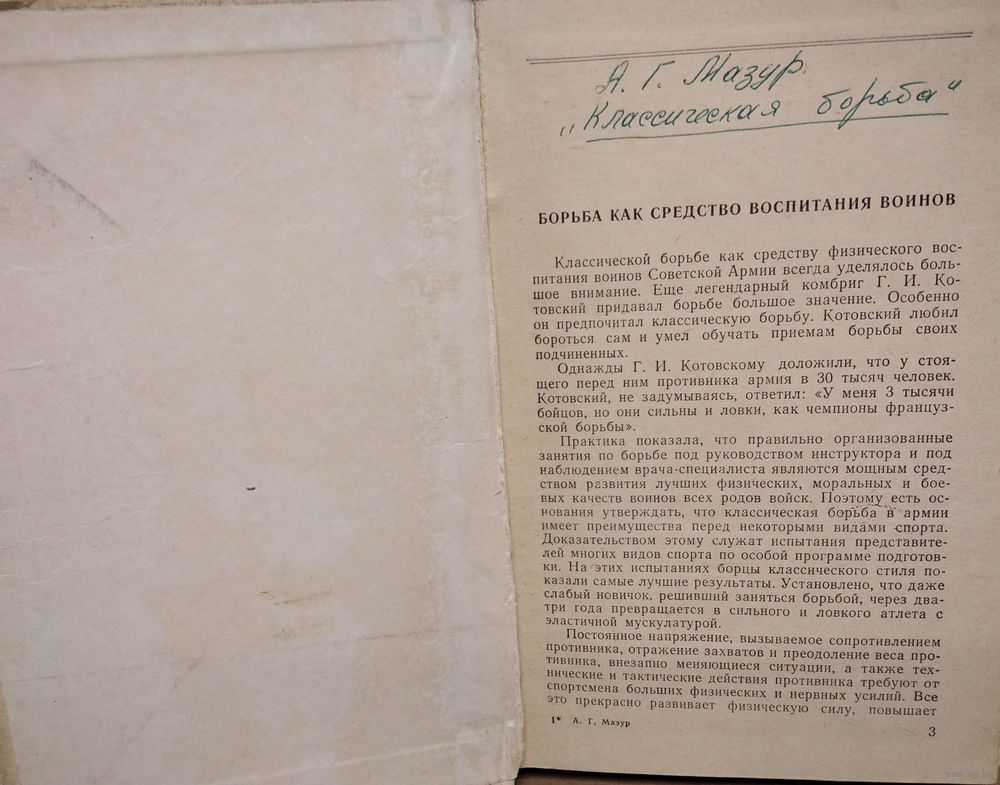 А. Г. Мазур
„Классическая борьба"
БОРЬБА КАК СРЕДСТВО ВОСПИТАНИЯ ВОИНОВ
Классической борьбе как средству физического вос-
питания воинов Советской Армии всегда уделялось боль-
шое внимание. Еще легендарный комбриг Г. И. Ко-
товский придавал борьбе большое значение. Особенно
он предпочитал классическую борьбу. Котовский любил
бороться сам и умел обучать приемам борьбы своих
подчиненных.
Однажды Г. И. Котовскому доложили, что у стоя-
щего перед ним противника армия в 30 тысяч человек.
Котовский, не задумываясь, ответил: «У меня 3 тысячи
бойцов, но они сильны и ловки, как чемпионы француз-
ской борьбы».
Практика показала, что правильно организованные
занятия по борьбе под руководством инструктора и под
наблюдением врача-специалиста являются мощным сред-
ством развития лучших физических, моральных и бое-
вых качеств воинов всех родов войск. Поэтому есть ос-
нования утверждать, что классическая борьба в армии
имеет преимущества перед некоторыми видами спорта.
Доказательством этому служат испытания представите-
лей многих видов спорта по особой программе подготов-
ки. На этих испытаниях борцы классического стиля по-
казали самые лучшие результаты. Установлено, что даже
слабый новичок, решивший заняться борьбой, через два-
три года превращается в сильного и ловкого атлета с
эластичной мускулатурой.
Постоянное напряжение, вызываемое сопротивлением
противника, отражение захватов и преодоление веса про-
тивника, внезапно меняющиеся ситуации, а также тех-
нические и тактические действия противника требуют от
спортсмена больших физических и нервных усилий. Все
это прекрасно развивает физическую силу, повышает
1* А. Г. Мазур
3